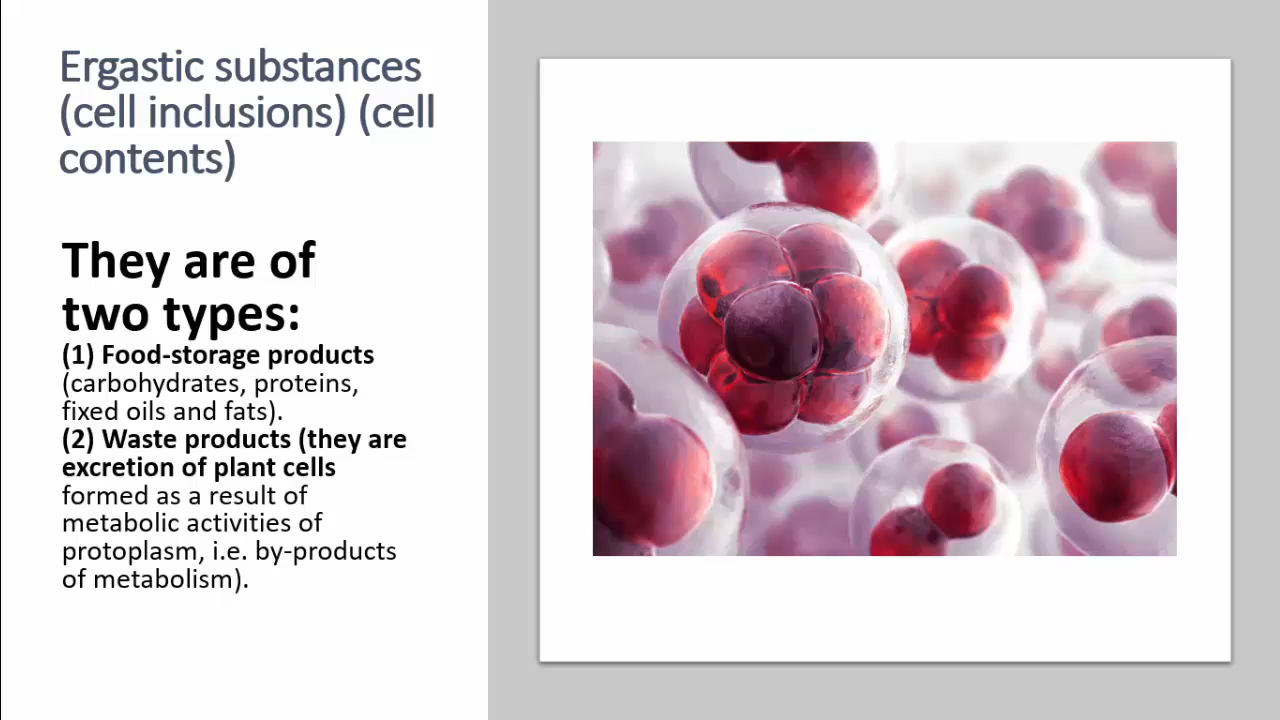 Ergastic substances
(cell inclusions) (cell
contents)
They are of
two types:
(1) Food-storage products
(carbohydrates, proteins,
fixed oils and fats).
(2) Waste products (they are
excretion of plant cells
formed as a result of
metabolic activities of
protoplasm, i.e. by-products
of metabolism).